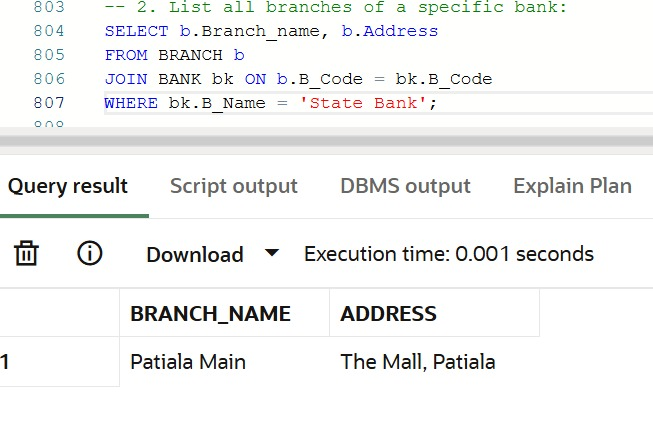 803 -- 2. List all branches of a specific bank:
804 SELECT b.Branch_name, b.Address
805 FROM BRANCH b
806 JOIN BANK bk ON b.B_Code = bk.B_Code
807 WHERE bk.B_Name = 'State Bank';
808
Query result Script output DBMS output Explain Plan
Download Execution time: 0.001 seconds
BRANCH_NAME ADDRESS
1 Patiala Main The Mall, Patiala